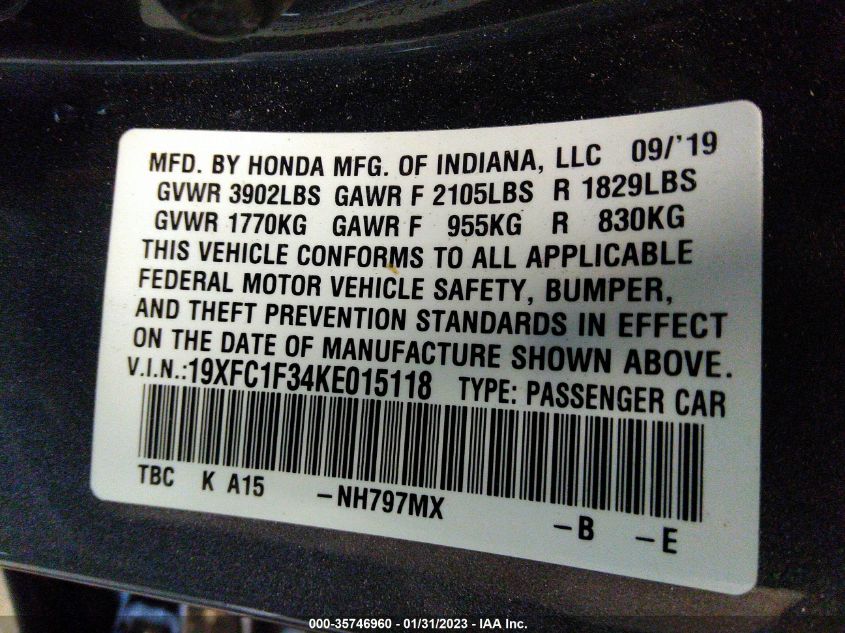 MFD. BY HONDA MFG. OF INDIANA, LLC 09/'19
GVWR 3902LBS GAWR F 2105LBS R 1829LBS
GVWR 1770KG GAWR F 955KG R 830KG
THIS VEHICLE CONFORMS TO ALL APPLICABLE
FEDERAL MOTOR VEHICLE SAFETY, BUMPER,
AND THEFT PREVENTION STANDARDS IN EFFECT
ON THE DATE OF MANUFACTURE SHOWN ABOVE.
V.I.N.:19XFC1F34KE015118 TYPE: PASSENGER CAR
TBC K A15 -NH797MX -B -E
000-35746960 - 01/31/2023 - IAA Inc.